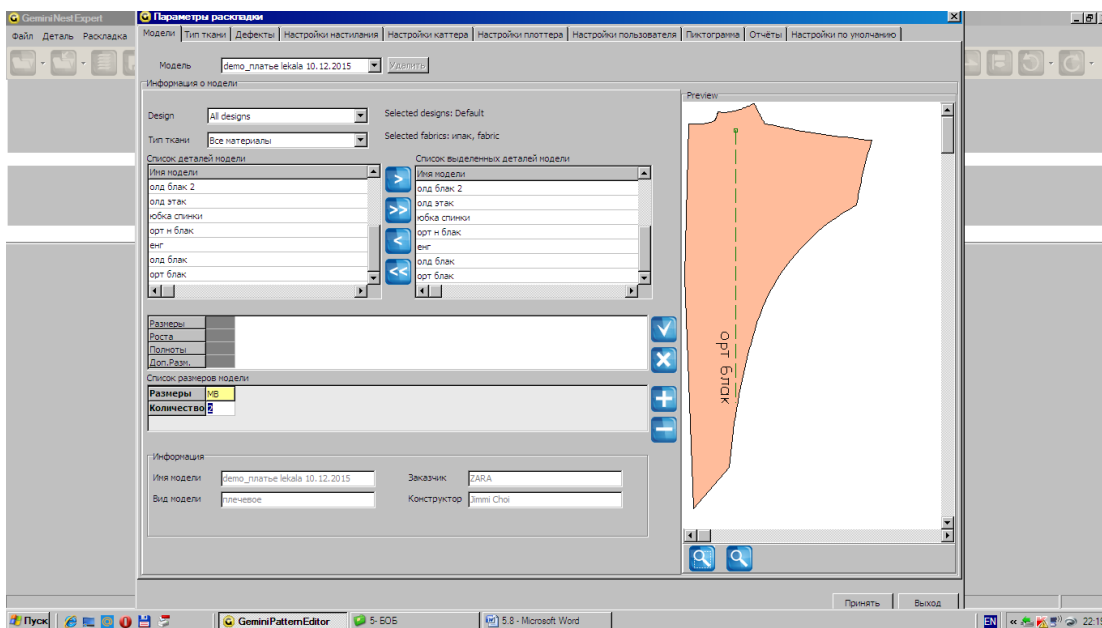 Gemini Nest Expert
Параметры раскладки
Файл Деталь Раскладка
Модели Тип ткани Дефекты Настройки настилания Настройки каттера Настройки плоттера Настройки пользователя Пиктограмма Отчёты Настройки по умолчанию
Модель demo_платье lekala 10.12.2015 Удалить
Информация о модели
Preview
Design All designs Selected designs: Default
Тип ткани Все материалы Selected fabrics: ипак, fabric
Список деталей модели Список выделенных деталей модели
Имя модели Имя модели
олд блак 2 олд блак 2
олд этак олд этак
юбка спинки юбка спинки
орт н блак орт н блак
енг енг
олд блак олд блак
орт блак орт блак
> >> < <<
орт блак
Размеры
Роста
Полноты
Доп.Разм.
Список размеров модели
Размеры МВ
Количество 2
Информация
Имя модели demo_платье lekala 10.12.2015 Заказчик ZARA
Вид модели плечевое Конструктор Jimmi Choi
Принять Выход
Пуск GeminiPatternEditor 5- БОБ 5.8 - Microsoft Word EN 22:15